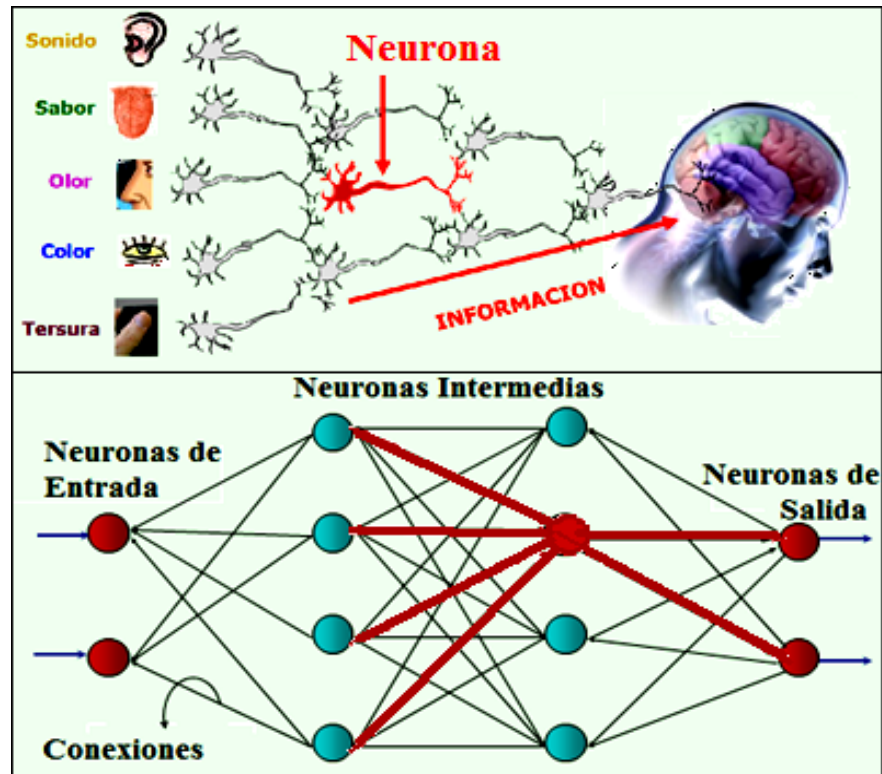 Sonido
Neurona
Sabor
Olor
Color
INFORMACION
Tersura
Neuronas Intermedias
Neuronas de
Entrada
Neuronas de
Salida
Conexiones